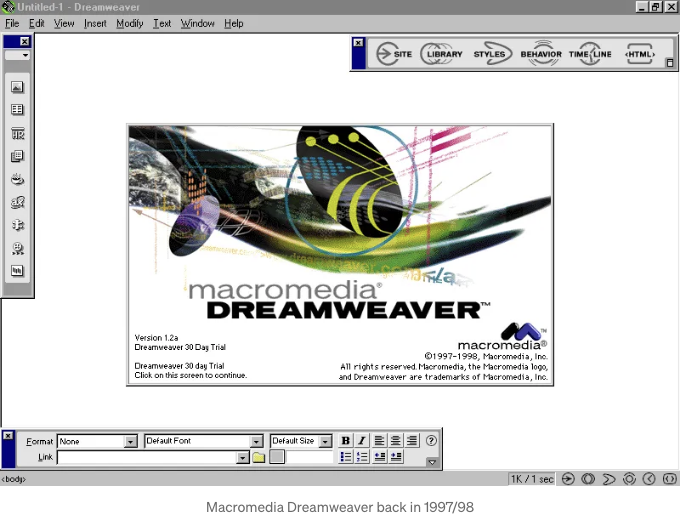 Untitled-1 - Dreamweaver
File Edit View Insert Modify Text Window Help
SITE LIBRARY STYLES BEHAVIOR TIMELINE <HTML>
HR
macromedia®
DREAMWEAVER™
Version 1.2a
Dreamweaver 30 Day Trial
Dreamweaver 30 day Trial
Click on this screen to continue.
macromedia®
©1997-1998, Macromedia, Inc.
All rights reserved. Macromedia, the Macromedia logo,
and Dreamweaver are trademarks of Macromedia, Inc.
Format None Default Font Default Size B I
Link
<body> 1K / 1 sec
Macromedia Dreamweaver back in 1997/98